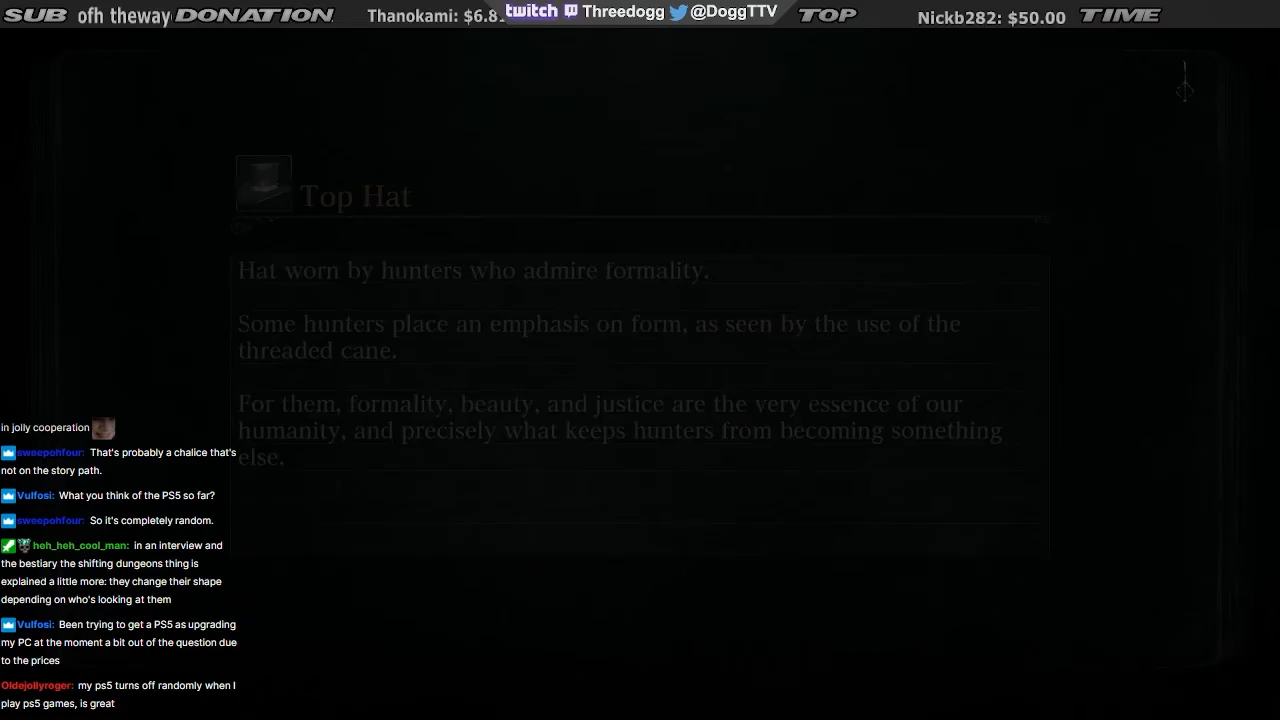 SUB ofh theway DONATION Thanokami: $6.81 twitch Threedogg @DoggTTV TOP Nickb282: $50.00 TIME
Top Hat
Hat worn by hunters who admire formality.
Some hunters place an emphasis on form, as seen by the use of the
threaded cane.
For them, formality, beauty, and justice are the very essence of our
humanity, and precisely what keeps hunters from becoming something
else.
in jolly cooperation
sweepohfour: That's probably a chalice that's
not on the story path.
Vulfosi: What you think of the PS5 so far?
sweepohfour: So it's completely random.
heh_heh_cool_man: in an interview and
the bestiary the shifting dungeons thing is
explained a little more: they change their shape
depending on who's looking at them
Vulfosi: Been trying to get a PS5 as upgrading
my PC at the moment a bit out of the question due
to the prices
Oldejollyroger: my ps5 turns off randomly when I
play ps5 games, is great